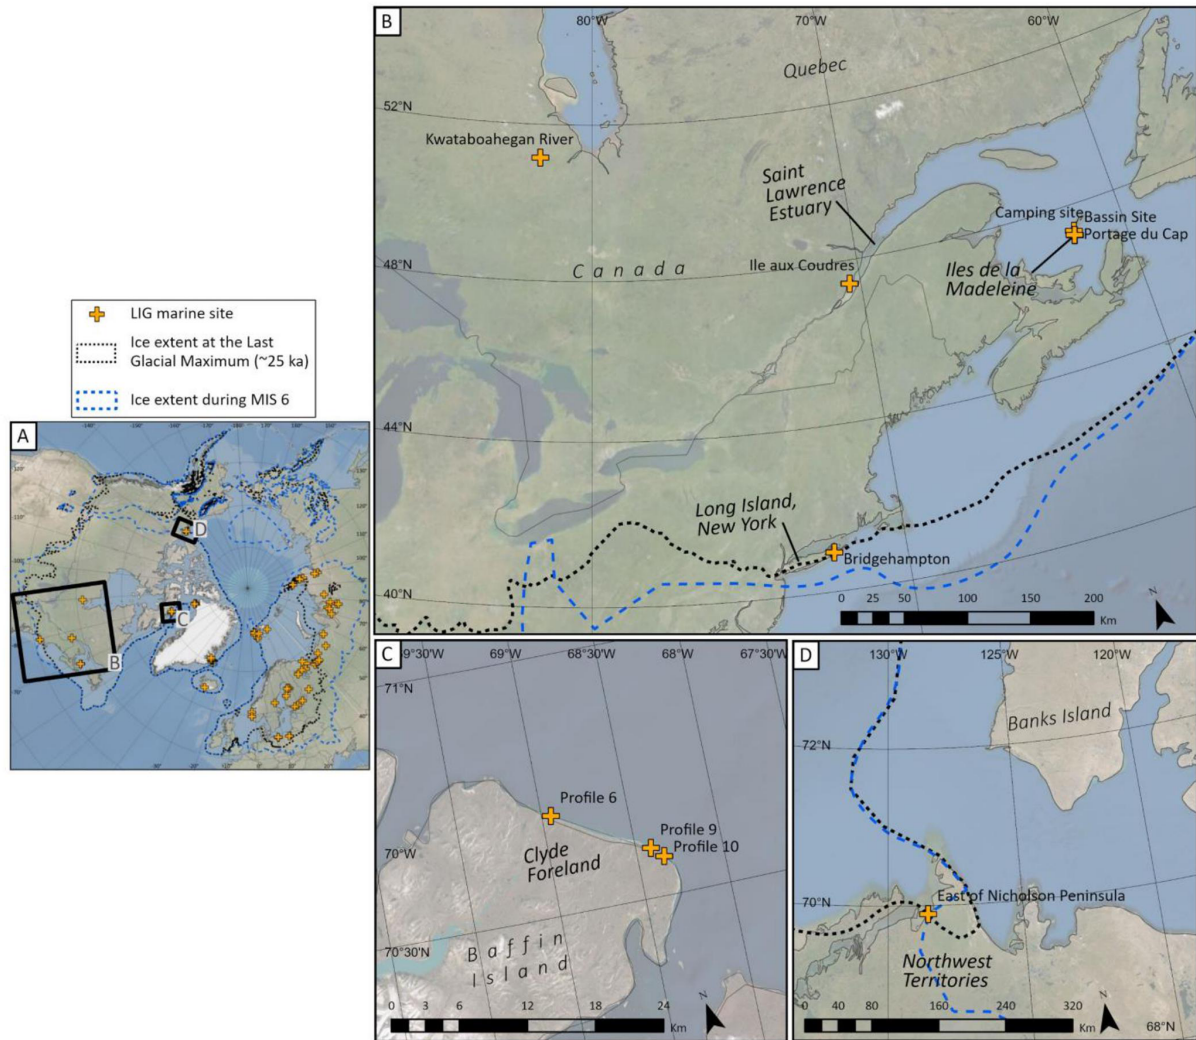 LIG marine site
Ice extent at the Last
Glacial Maximum (~25 ka)
Ice extent during MIS 6
A
D
C
B
B
80°W
70°W
60°W
52°N
48°N
44°N
40°N
Quebec
Kwataboahegan River
Saint
Lawrence
Estuary
Camping site
Bassin Site
Portage du Cap
Iles de la
Madeleine
Canada
Ile aux Coudres
Long Island,
New York
Bridgehampton
0 25 50 100 150 200
Km
N
C
69°30'W
69°W
68°30'W
68°W
67°30'W
71°N
70°W
70°30'N
Profile 6
Profile 9
Profile 10
Clyde
Foreland
Baffin
Island
0 3 6 12 18 24
Km
N
D
130°W
125°W
120°W
72°N
70°N
68°N
Banks Island
East of Nicholson Peninsula
Northwest
Territories
0 40 80 160 240 320
Km
N